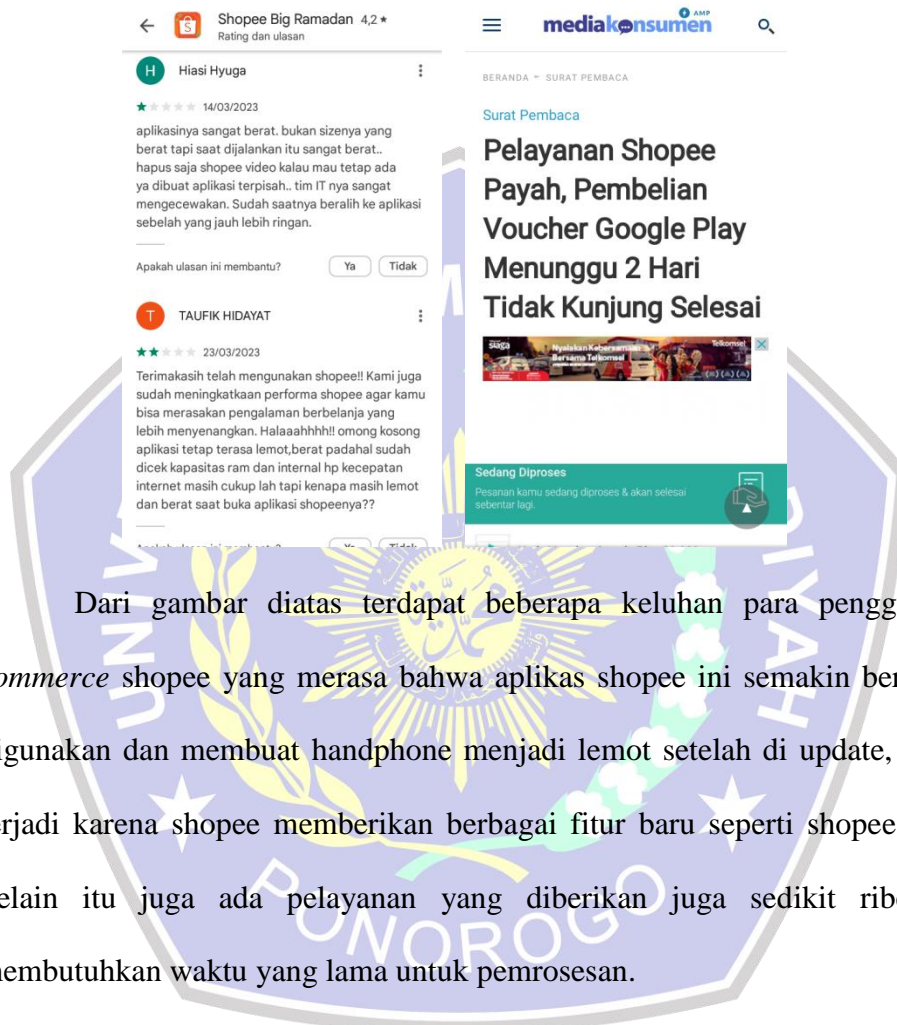 Shopee Big Ramadan 4,2 ★
Rating dan ulasan
H Hiasi Hyuga
14/03/2023
aplikasinya sangat berat. bukan sizenya yang
berat tapi saat dijalankan itu sangat berat..
hapus saja shopee video kalau mau tetap ada
ya dibuat aplikasi terpisah.. tim IT nya sangat
mengecewakan. Sudah saatnya beralih ke aplikasi
sebelah yang jauh lebih ringan.
Apakah ulasan ini membantu? Ya Tidak
T TAUFIK HIDAYAT
23/03/2023
Terimakasih telah mengunakan shopee!! Kami juga
sudah meningkatkaan performa shopee agar kamu
bisa merasakan pengalaman berbelanja yang
lebih menyenangkan. Halaaahhhh!! omong kosong
aplikasi tetap terasa lemot,berat padahal sudah
dicek kapasitas ram dan internal hp kecepatan
internet masih cukup lah tapi kenapa masih lemot
dan berat saat buka aplikasi shopeenya??
AMP
mediakonsumen
BERANDA SURAT PEMBACA
Surat Pembaca
Pelayanan Shopee
Payah, Pembelian
Voucher Google Play
Menunggu 2 Hari
Tidak Kunjung Selesai
siaga
Nyalakan Kebersamaan
Bersama Telkomsel
Telkomsel
Sedang Diproses
Pesanan kamu sedang diproses & akan selesai
sebentar lagi.
Dari gambar diatas terdapat beberapa keluhan para pengg
ommerce shopee yang merasa bahwa aplikas shopee ini semakin ber
igunakan dan membuat handphone menjadi lemot setelah di update,
erjadi karena shopee memberikan berbagai fitur baru seperti shopee
elain itu juga ada pelayanan yang diberikan juga sedikit rib
membutuhkan waktu yang lama untuk pemrosesan.
PONOROGO